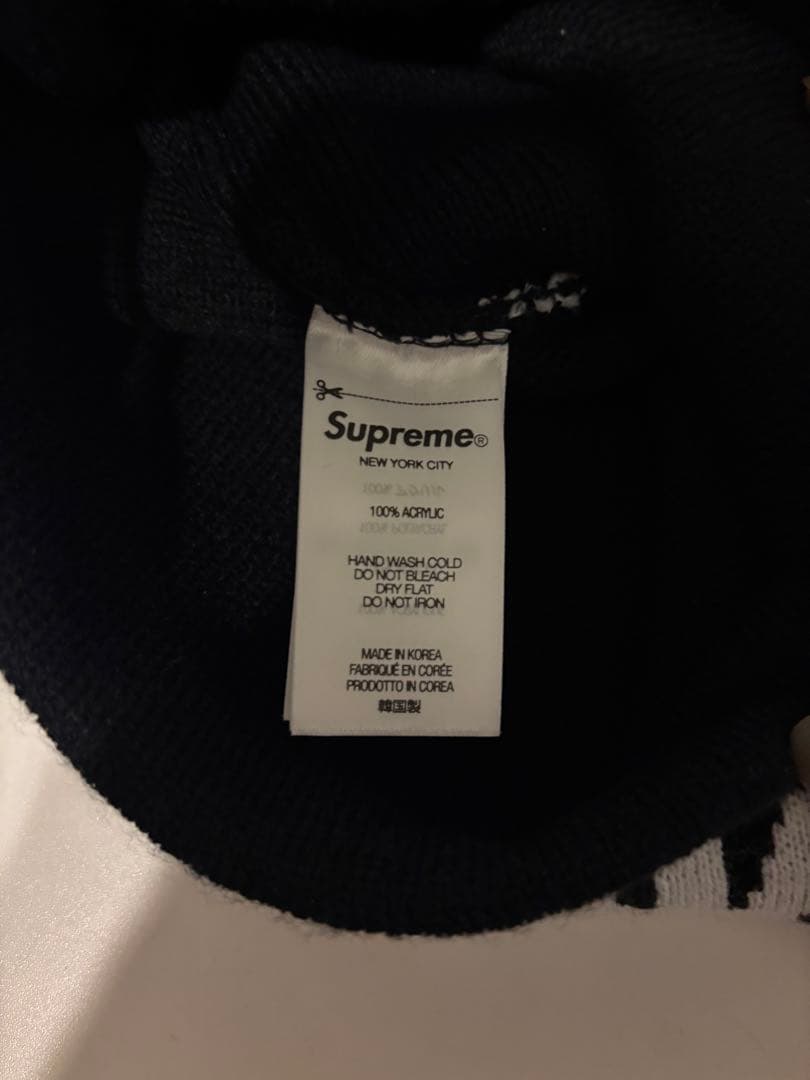 Supreme®
NEW YORK CITY
100% ACRYLIC
HAND WASH COLD
DO NOT BLEACH
DRY FLAT
DO NOT IRON
MADE IN KOREA
FABRIQUÉ EN CORÉE
PRODOTTO IN COREA
韓国製